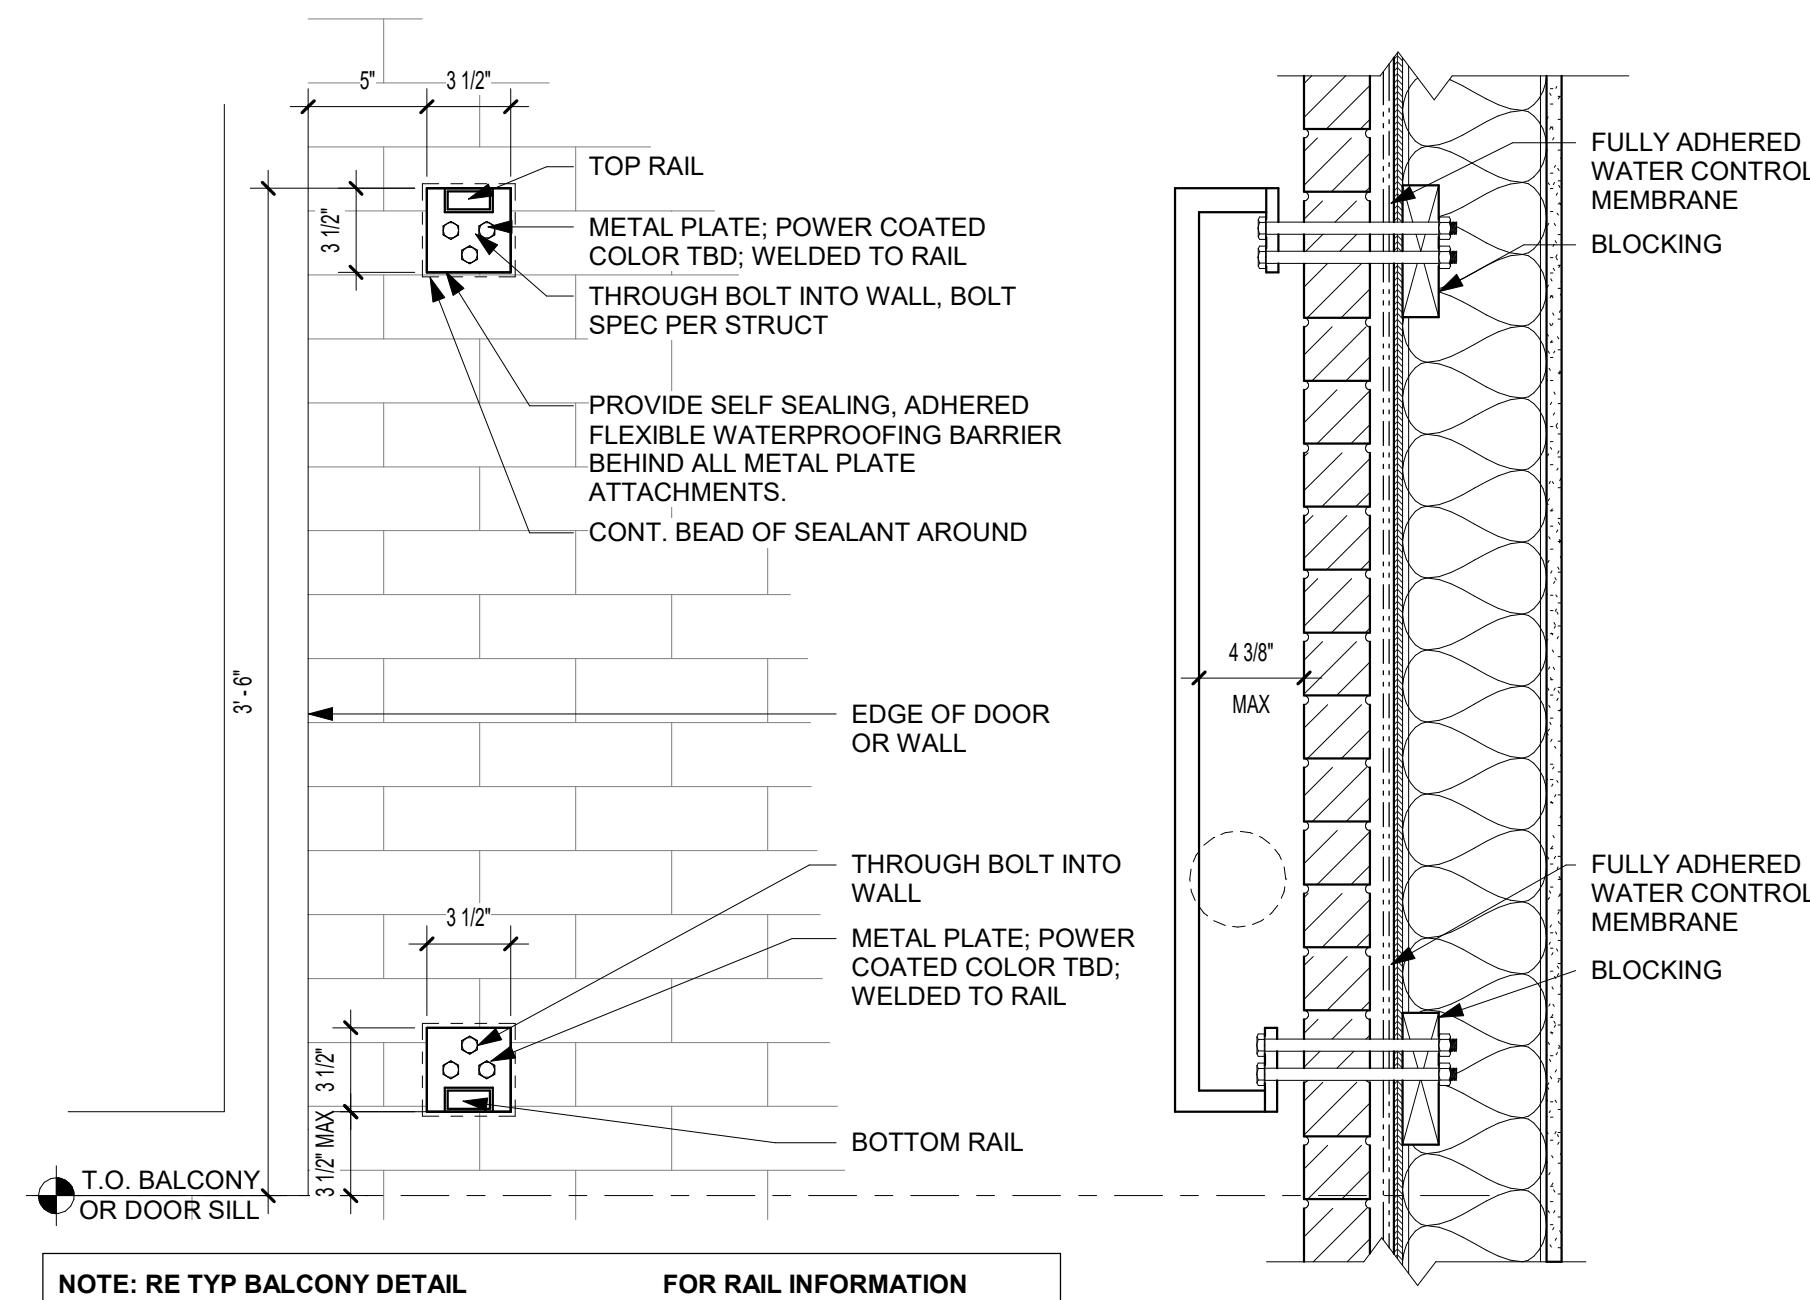 5"
3 1/2"
TOP RAIL
3 1/2"
METAL PLATE; POWER COATED
COLOR TBD; WELDED TO RAIL
THROUGH BOLT INTO WALL, BOLT
SPEC PER STRUCT
PROVIDE SELF SEALING, ADHERED
FLEXIBLE WATERPROOFING BARRIER
BEHIND ALL METAL PLATE
ATTACHMENTS.
CONT. BEAD OF SEALANT AROUND
3' - 6"
EDGE OF DOOR
OR WALL
THROUGH BOLT INTO
WALL
3 1/2"
METAL PLATE; POWER
COATED COLOR TBD;
WELDED TO RAIL
3 1/2"
BOTTOM RAIL
3 1/2" MAX
T.O. BALCONY
OR DOOR SILL
FULLY ADHERED
WATER CONTROL
MEMBRANE
BLOCKING
4 3/8"
MAX
FULLY ADHERED
WATER CONTROL
MEMBRANE
BLOCKING
NOTE: RE TYP BALCONY DETAIL FOR RAIL INFORMATION